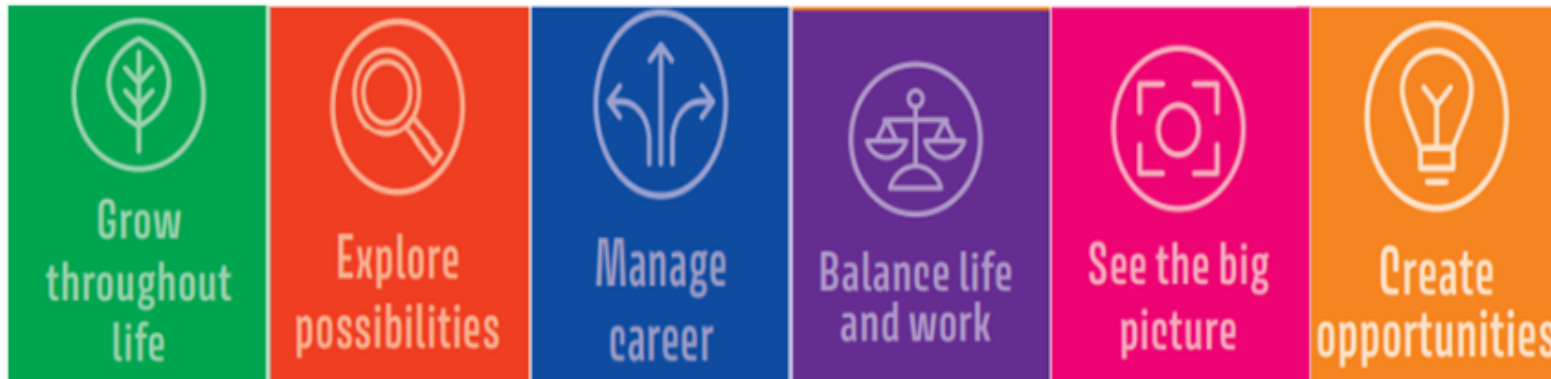 Grow
throughout
life
Explore
possibilities
Manage
career
Balance life
and work
See the big
picture
Create
opportunities